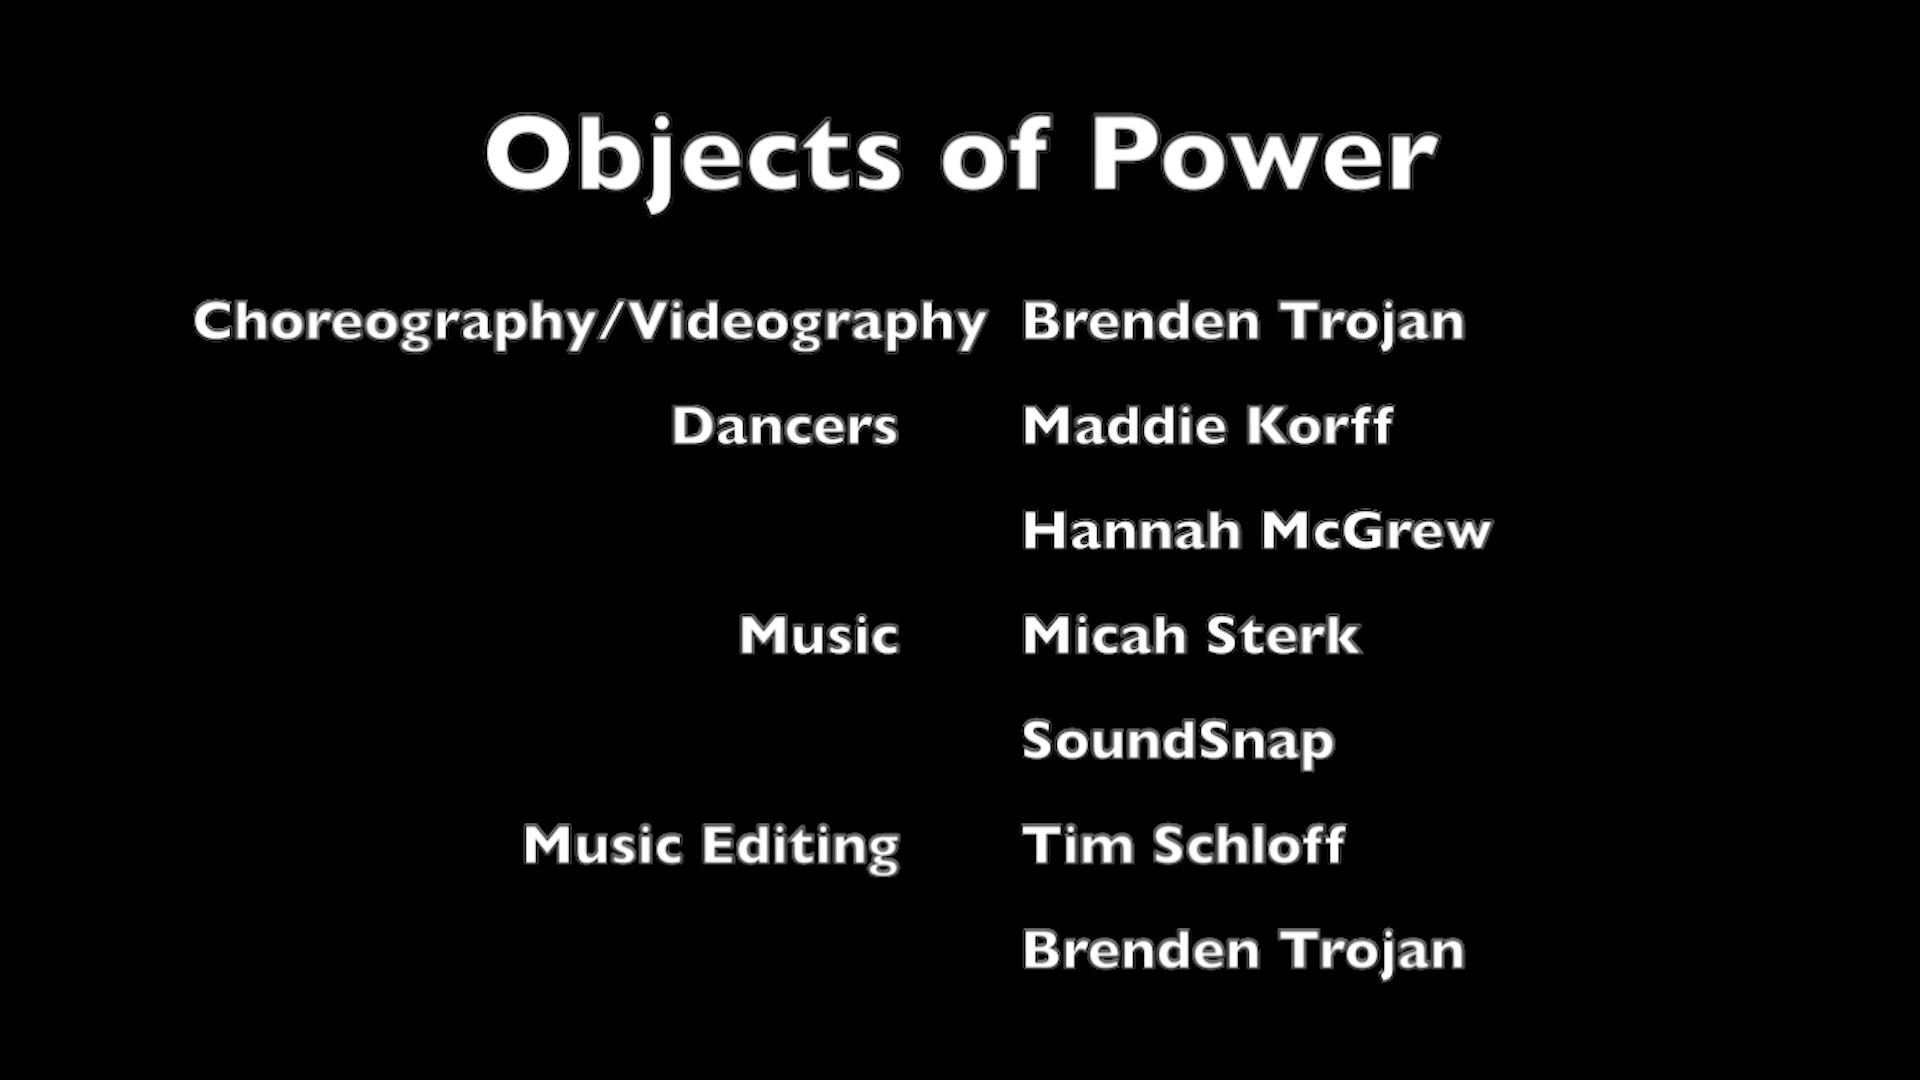 Objects of Power
Choreography/Videography Brenden Trojan
Dancers Maddie Korff
Hannah McGrew
Music Micah Sterk
SoundSnap
Music Editing Tim Schloff
Brenden Trojan